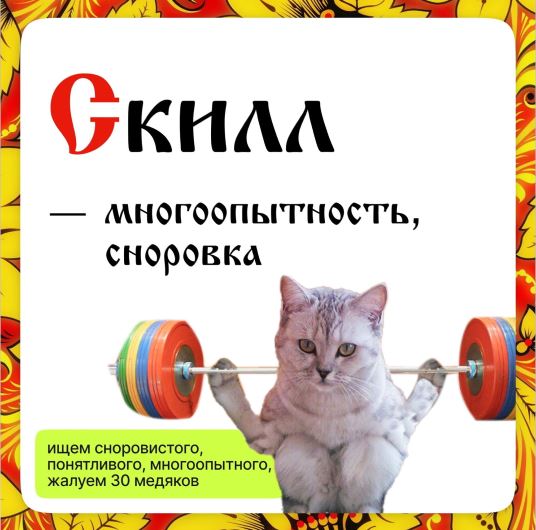 Скилл
— многоопытность,
сноровка
ищем сноровистого,
понятливого, многоопытного,
жалуем 30 медяков